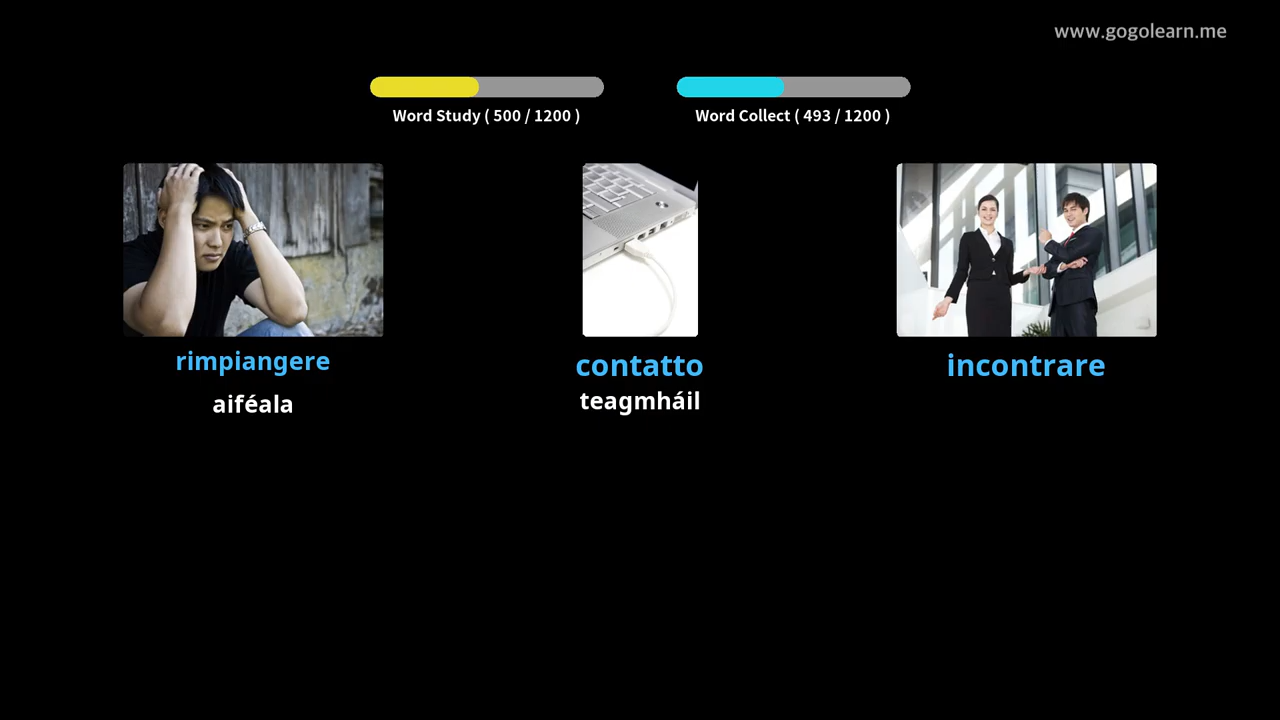 www.gogolearn.me
Word Study ( 500 / 1200 )
Word Collect ( 493 / 1200 )
rimpiangere
aiféala
contatto
teagmháil
incontrare